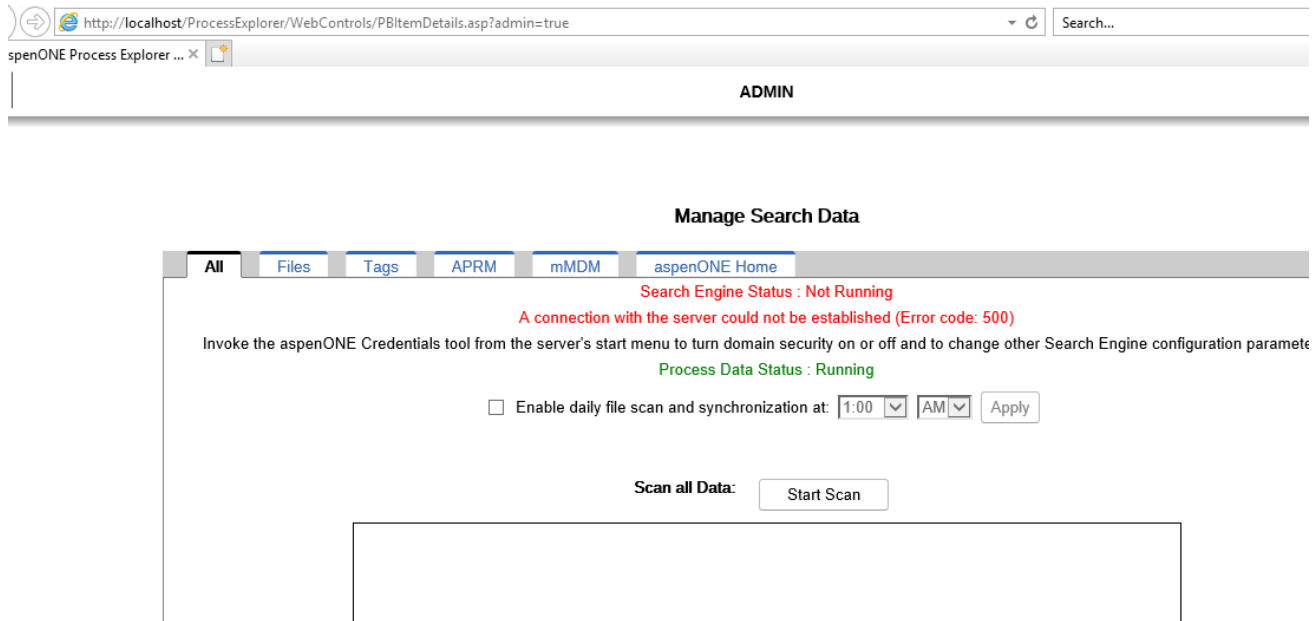 http://localhost/ProcessExplorer/WebControls/PBItemDetails.asp?admin=true Search...
spenONE Process Explorer ...
ADMIN
Manage Search Data
All Files Tags APRM mMDM aspenONE Home
Search Engine Status : Not Running
A connection with the server could not be established (Error code: 500)
Invoke the aspenONE Credentials tool from the server's start menu to turn domain security on or off and to change other Search Engine configuration paramete
Process Data Status : Running
Enable daily file scan and synchronization at: 1:00 AM Apply
Scan all Data: Start Scan